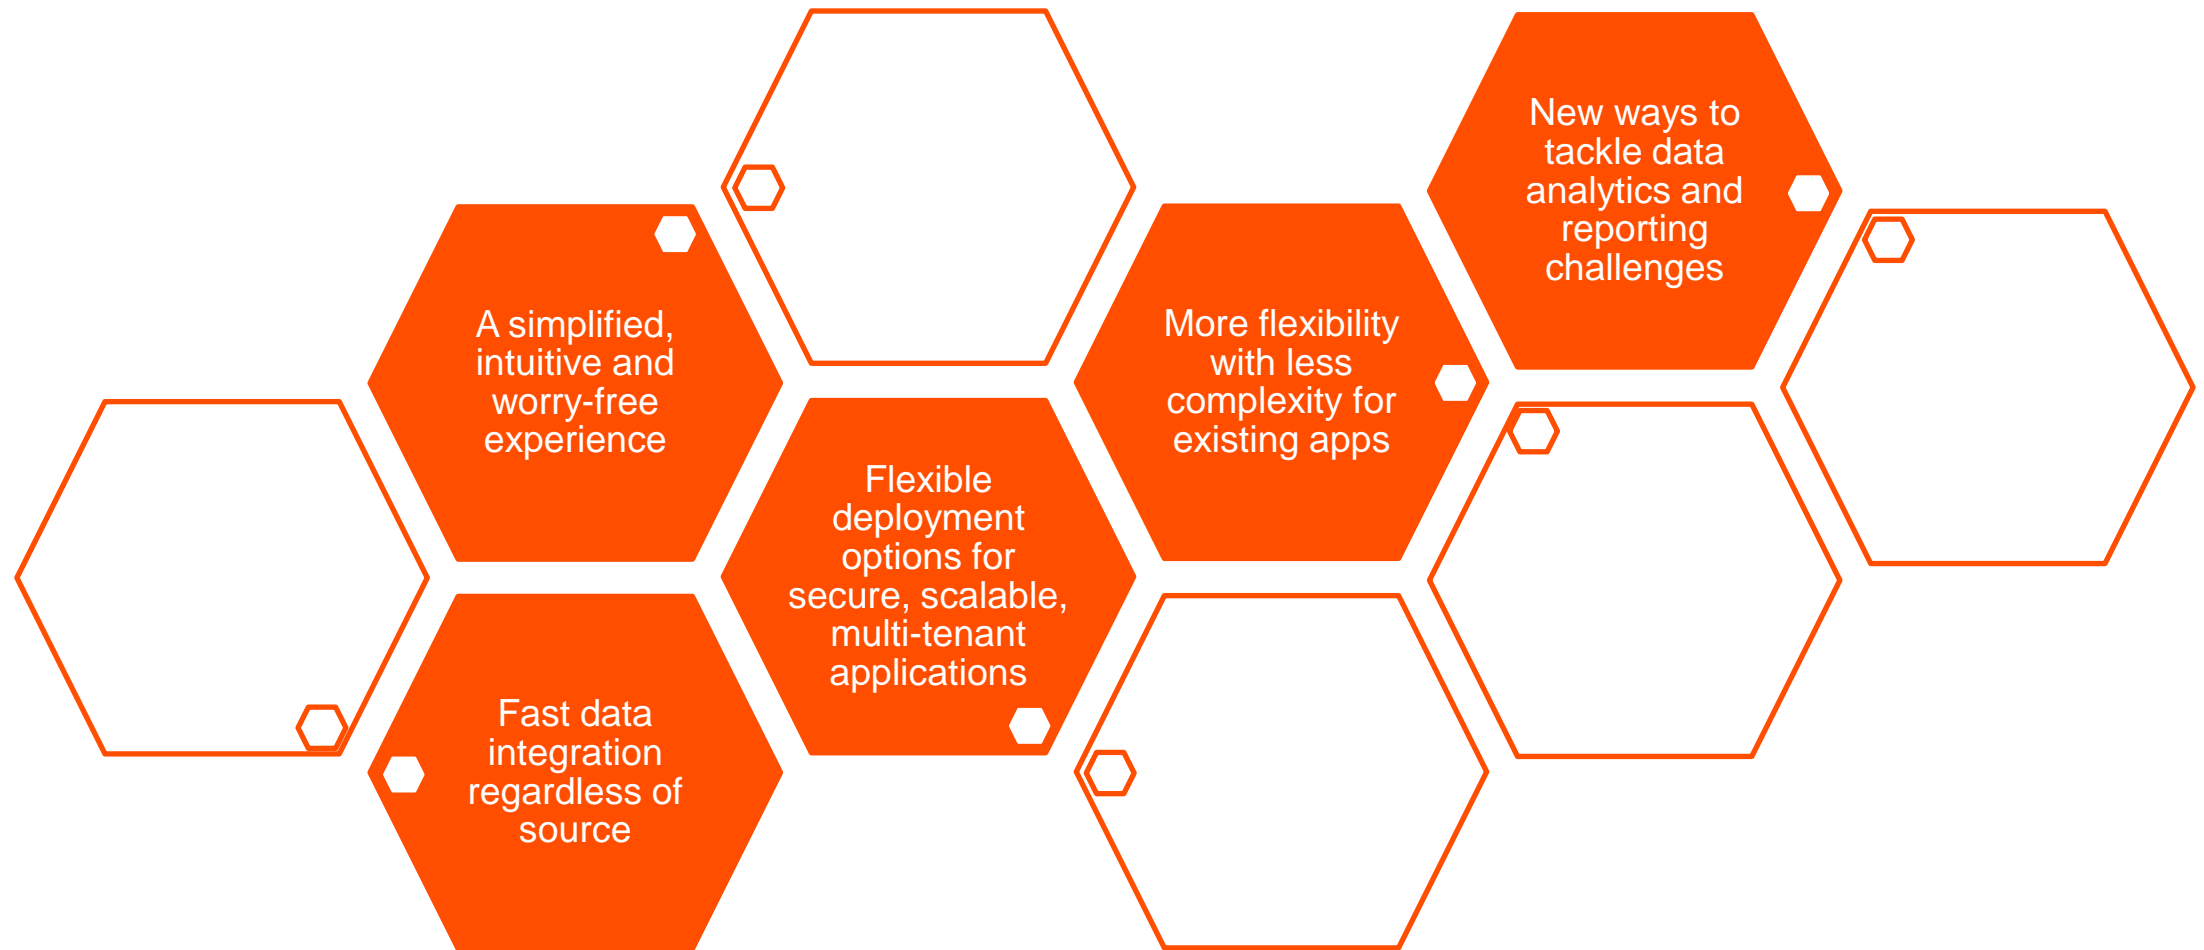 A simplified,
intuitive and
worry-free
experience
Fast data
integration
regardless of
source
Flexible
deployment
options for
secure, scalable,
multi-tenant
applications
More flexibility
with less
complexity for
existing apps
New ways to
tackle data
analytics and
reporting
challenges